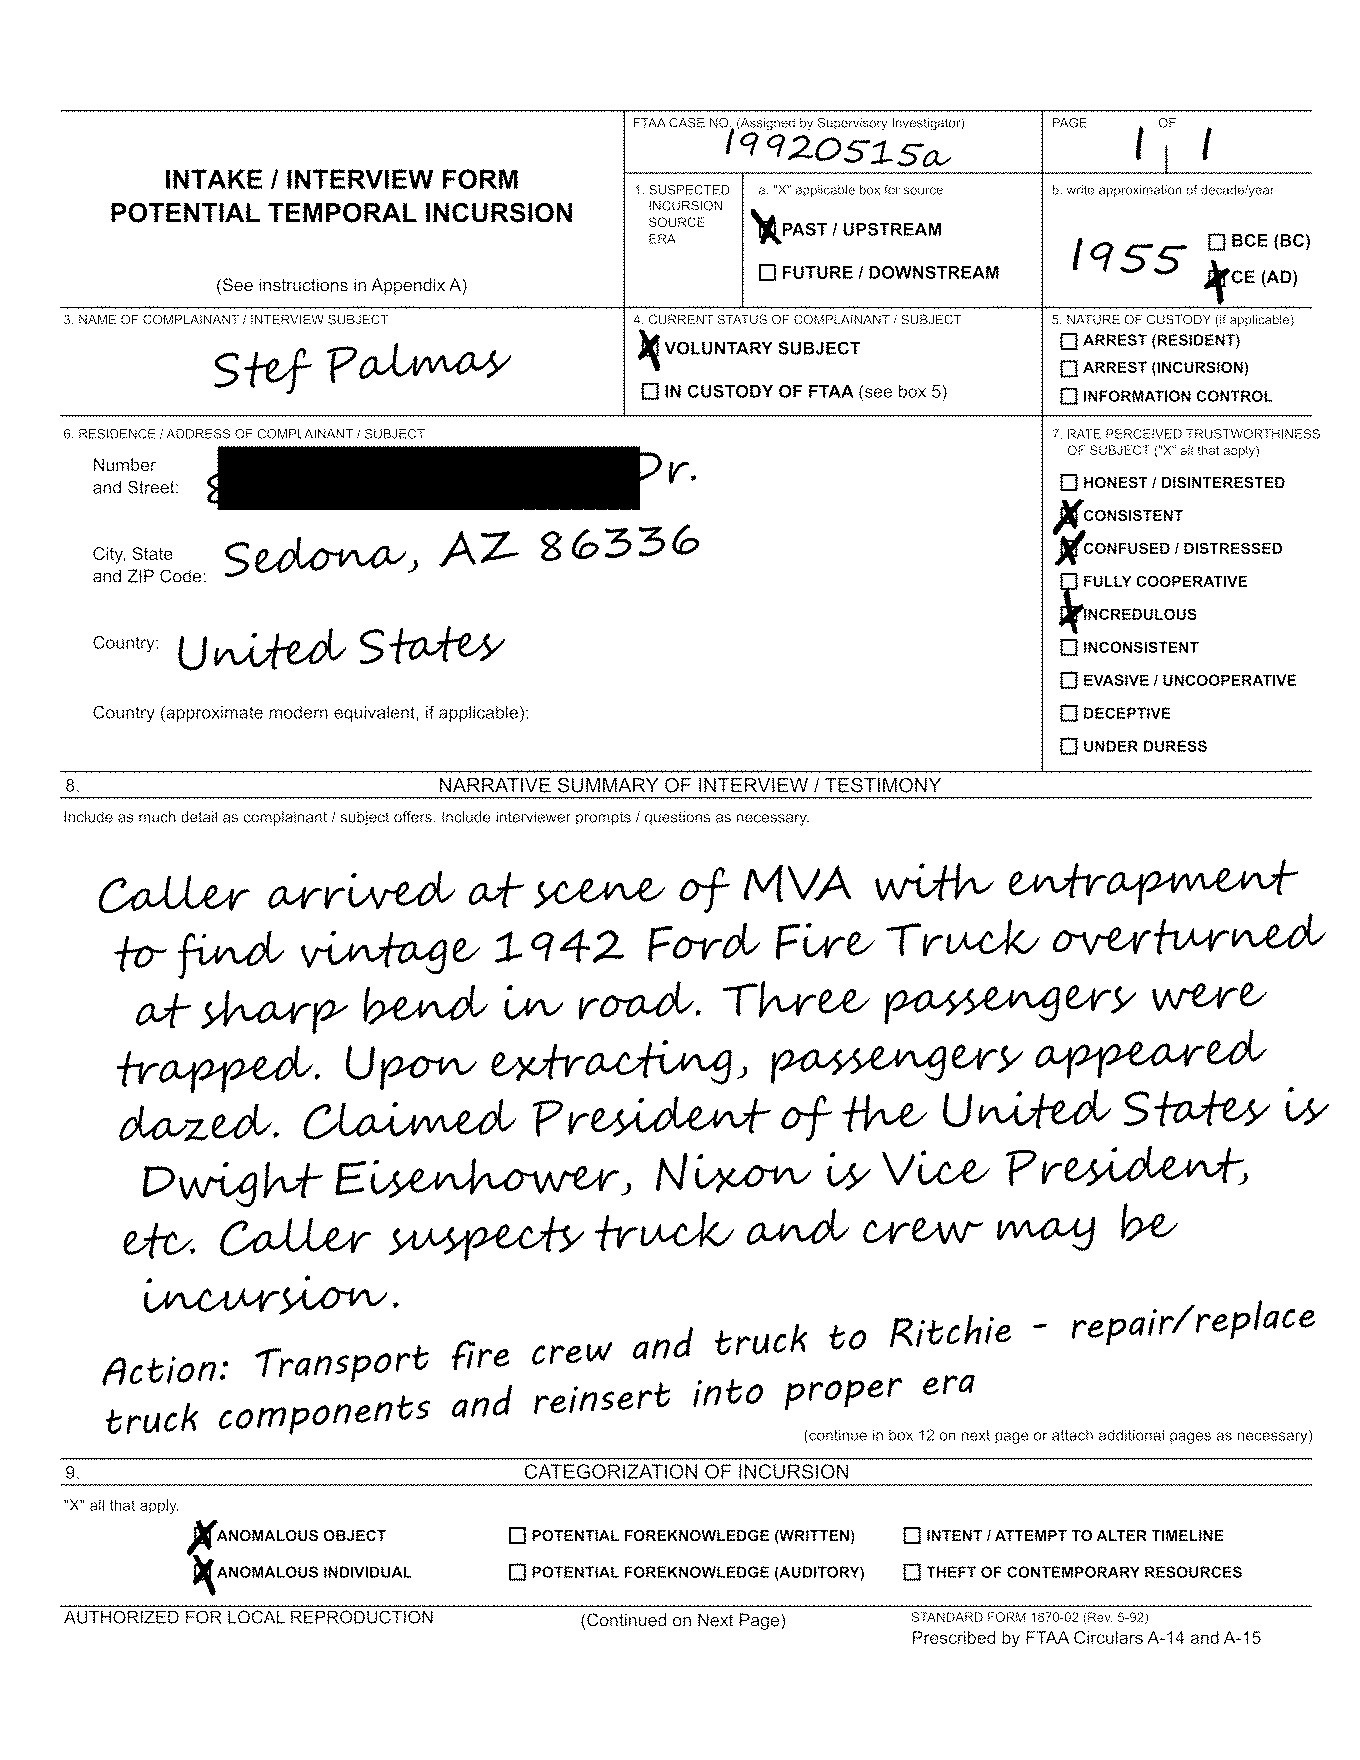 INTAKE / INTERVIEW FORM
POTENTIAL TEMPORAL INCURSION
(See instructions in Appendix A)
FTAA CASE NO. (Assigned by Supervisory Investigator)
19920515a
PAGE 1 OF 1
1. SUSPECTED
INCURSION
SOURCE
ERA
a. "X" applicable box for source
X PAST / UPSTREAM
FUTURE / DOWNSTREAM
b. write approximation of decade/year
1955
BCE (BC)
X CE (AD)
3. NAME OF COMPLAINANT / INTERVIEW SUBJECT
Stef Palmas
4. CURRENT STATUS OF COMPLAINANT / SUBJECT
X VOLUNTARY SUBJECT
IN CUSTODY OF FTAA (see box 5)
5. NATURE OF CUSTODY (if applicable)
ARREST (RESIDENT)
ARREST (INCURSION)
INFORMATION CONTROL
6. RESIDENCE / ADDRESS OF COMPLAINANT / SUBJECT
Number
and Street:
Dr.
City, State
and ZIP Code:
Sedona, AZ 86336
Country: United States
Country (approximate modern equivalent, if applicable):
7. RATE PERCEIVED TRUSTWORTHINESS
OF SUBJECT ("X" all that apply)
HONEST / DISINTERESTED
X CONSISTENT
X CONFUSED / DISTRESSED
FULLY COOPERATIVE
X INCREDULOUS
INCONSISTENT
EVASIVE / UNCOOPERATIVE
DECEPTIVE
UNDER DURESS
8. NARRATIVE SUMMARY OF INTERVIEW / TESTIMONY
Include as much detail as complainant / subject offers. Include interviewer prompts / questions as necessary.
Caller arrived at scene of MVA with entrapment
to find vintage 1942 Ford Fire Truck overturned
at sharp bend in road. Three passengers were
trapped. Upon extracting, passengers appeared
dazed. Claimed President of the United States is
Dwight Eisenhower, Nixon is Vice President,
etc. Caller suspects truck and crew may be
incursion.
Action: Transport fire crew and truck to Ritchie - repair/replace
truck components and reinsert into proper era
(continue in box 12 on next page or attach additional pages as necessary)
9. CATEGORIZATION OF INCURSION
"X" all that apply.
X ANOMALOUS OBJECT
X ANOMALOUS INDIVIDUAL
POTENTIAL FOREKNOWLEDGE (WRITTEN)
POTENTIAL FOREKNOWLEDGE (AUDITORY)
INTENT / ATTEMPT TO ALTER TIMELINE
THEFT OF CONTEMPORARY RESOURCES
AUTHORIZED FOR LOCAL REPRODUCTION
(Continued on Next Page)
STANDARD FORM 1670-02 (Rev. 5-92)
Prescribed by FTAA Circulars A-14 and A-15